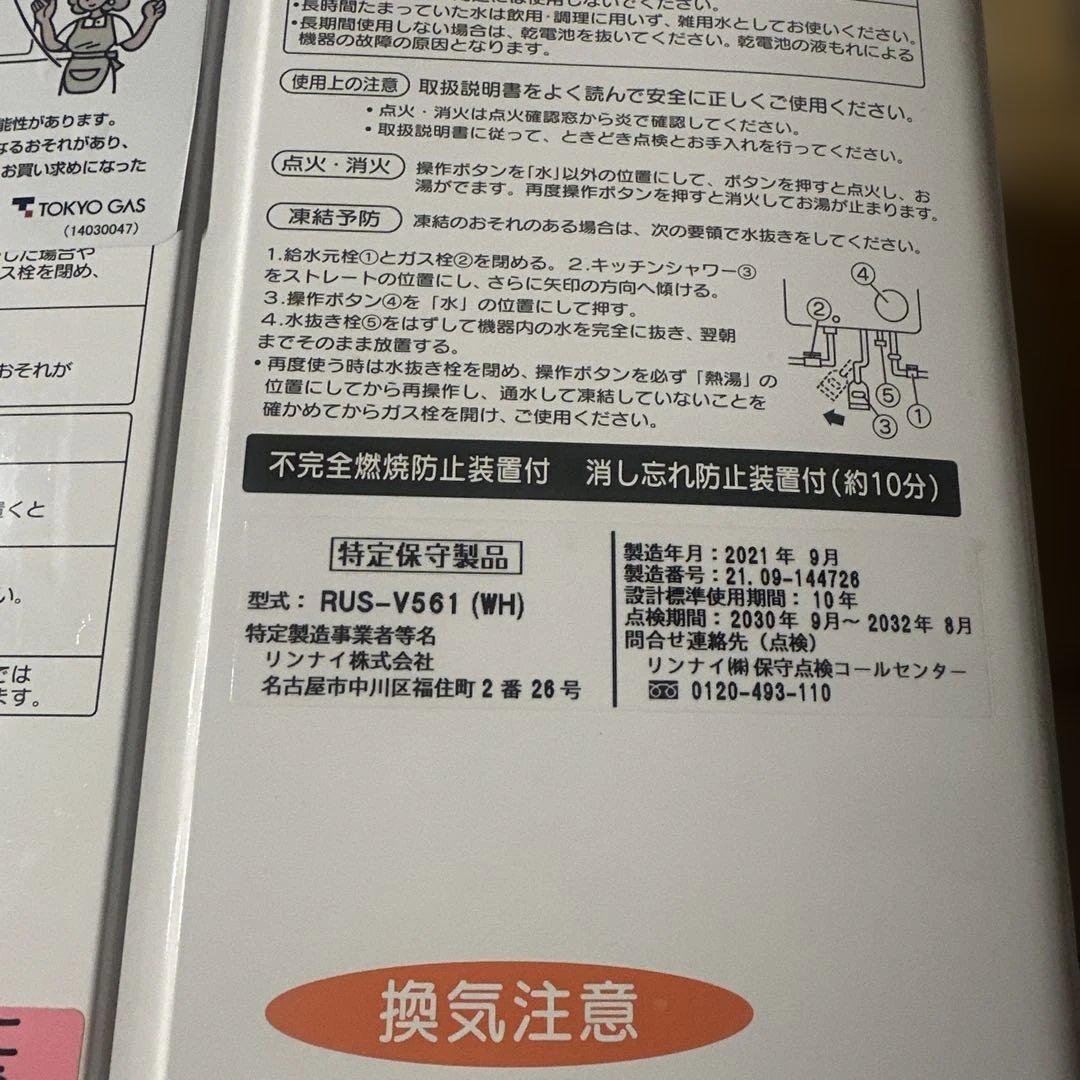 ・長時間たまっていた水は飲用・調理に用いず、雑用水としてお使いください。
・長期間使用しない場合は、乾電池を抜いてください。乾電池の液もれによる
機器の故障の原因となります。
使用上の注意 取扱説明書をよく読んで安全に正しくご使用ください。
・点火・消火は点火確認窓から炎で確認してください。
・取扱説明書に従って、ときどき点検とお手入れを行ってください。
点火・消火 操作ボタンを「水」以外の位置にして、ボタンを押すと点火し、お
湯がでます。再度操作ボタンを押すと消火してお湯が止まります。
凍結予防 凍結のおそれのある場合は、次の要領で水抜きをしてください。
1.給水元栓①とガス栓②を閉める。2.キッチンシャワー③
をストレートの位置にし、さらに矢印の方向へ傾ける。
3.操作ボタン④を「水」の位置にして押す。
4.水抜き栓⑤をはずして機器内の水を完全に抜き、翌朝
までそのまま放置する。
・再度使う時は水抜き栓を閉め、操作ボタンを必ず「熱湯」の
位置にしてから再操作し、通水して凍結していないことを
確かめてからガス栓を開け、ご使用ください。
④
②
⑤
③
①
不完全燃焼防止装置付 消し忘れ防止装置付(約10分)
特定保守製品
型式: RUS-V561(WH)
特定製造事業者等名
リンナイ株式会社
名古屋市中川区福住町2番26号
製造年月:2021年 9月
製造番号:21.09-144726
設計標準使用期間: 10年
点検期間: 2030年 9月~2032年 8月
問合せ連絡先(点検)
リンナイ㈱保守点検コールセンター
0120-493-110
換気注意
能性があります。
なるおそれがあり、
お買い求めになった
TOKYO GAS
(14030047)
した場合や
ス栓を閉め、
おそれが
くと
い。
では
ます。